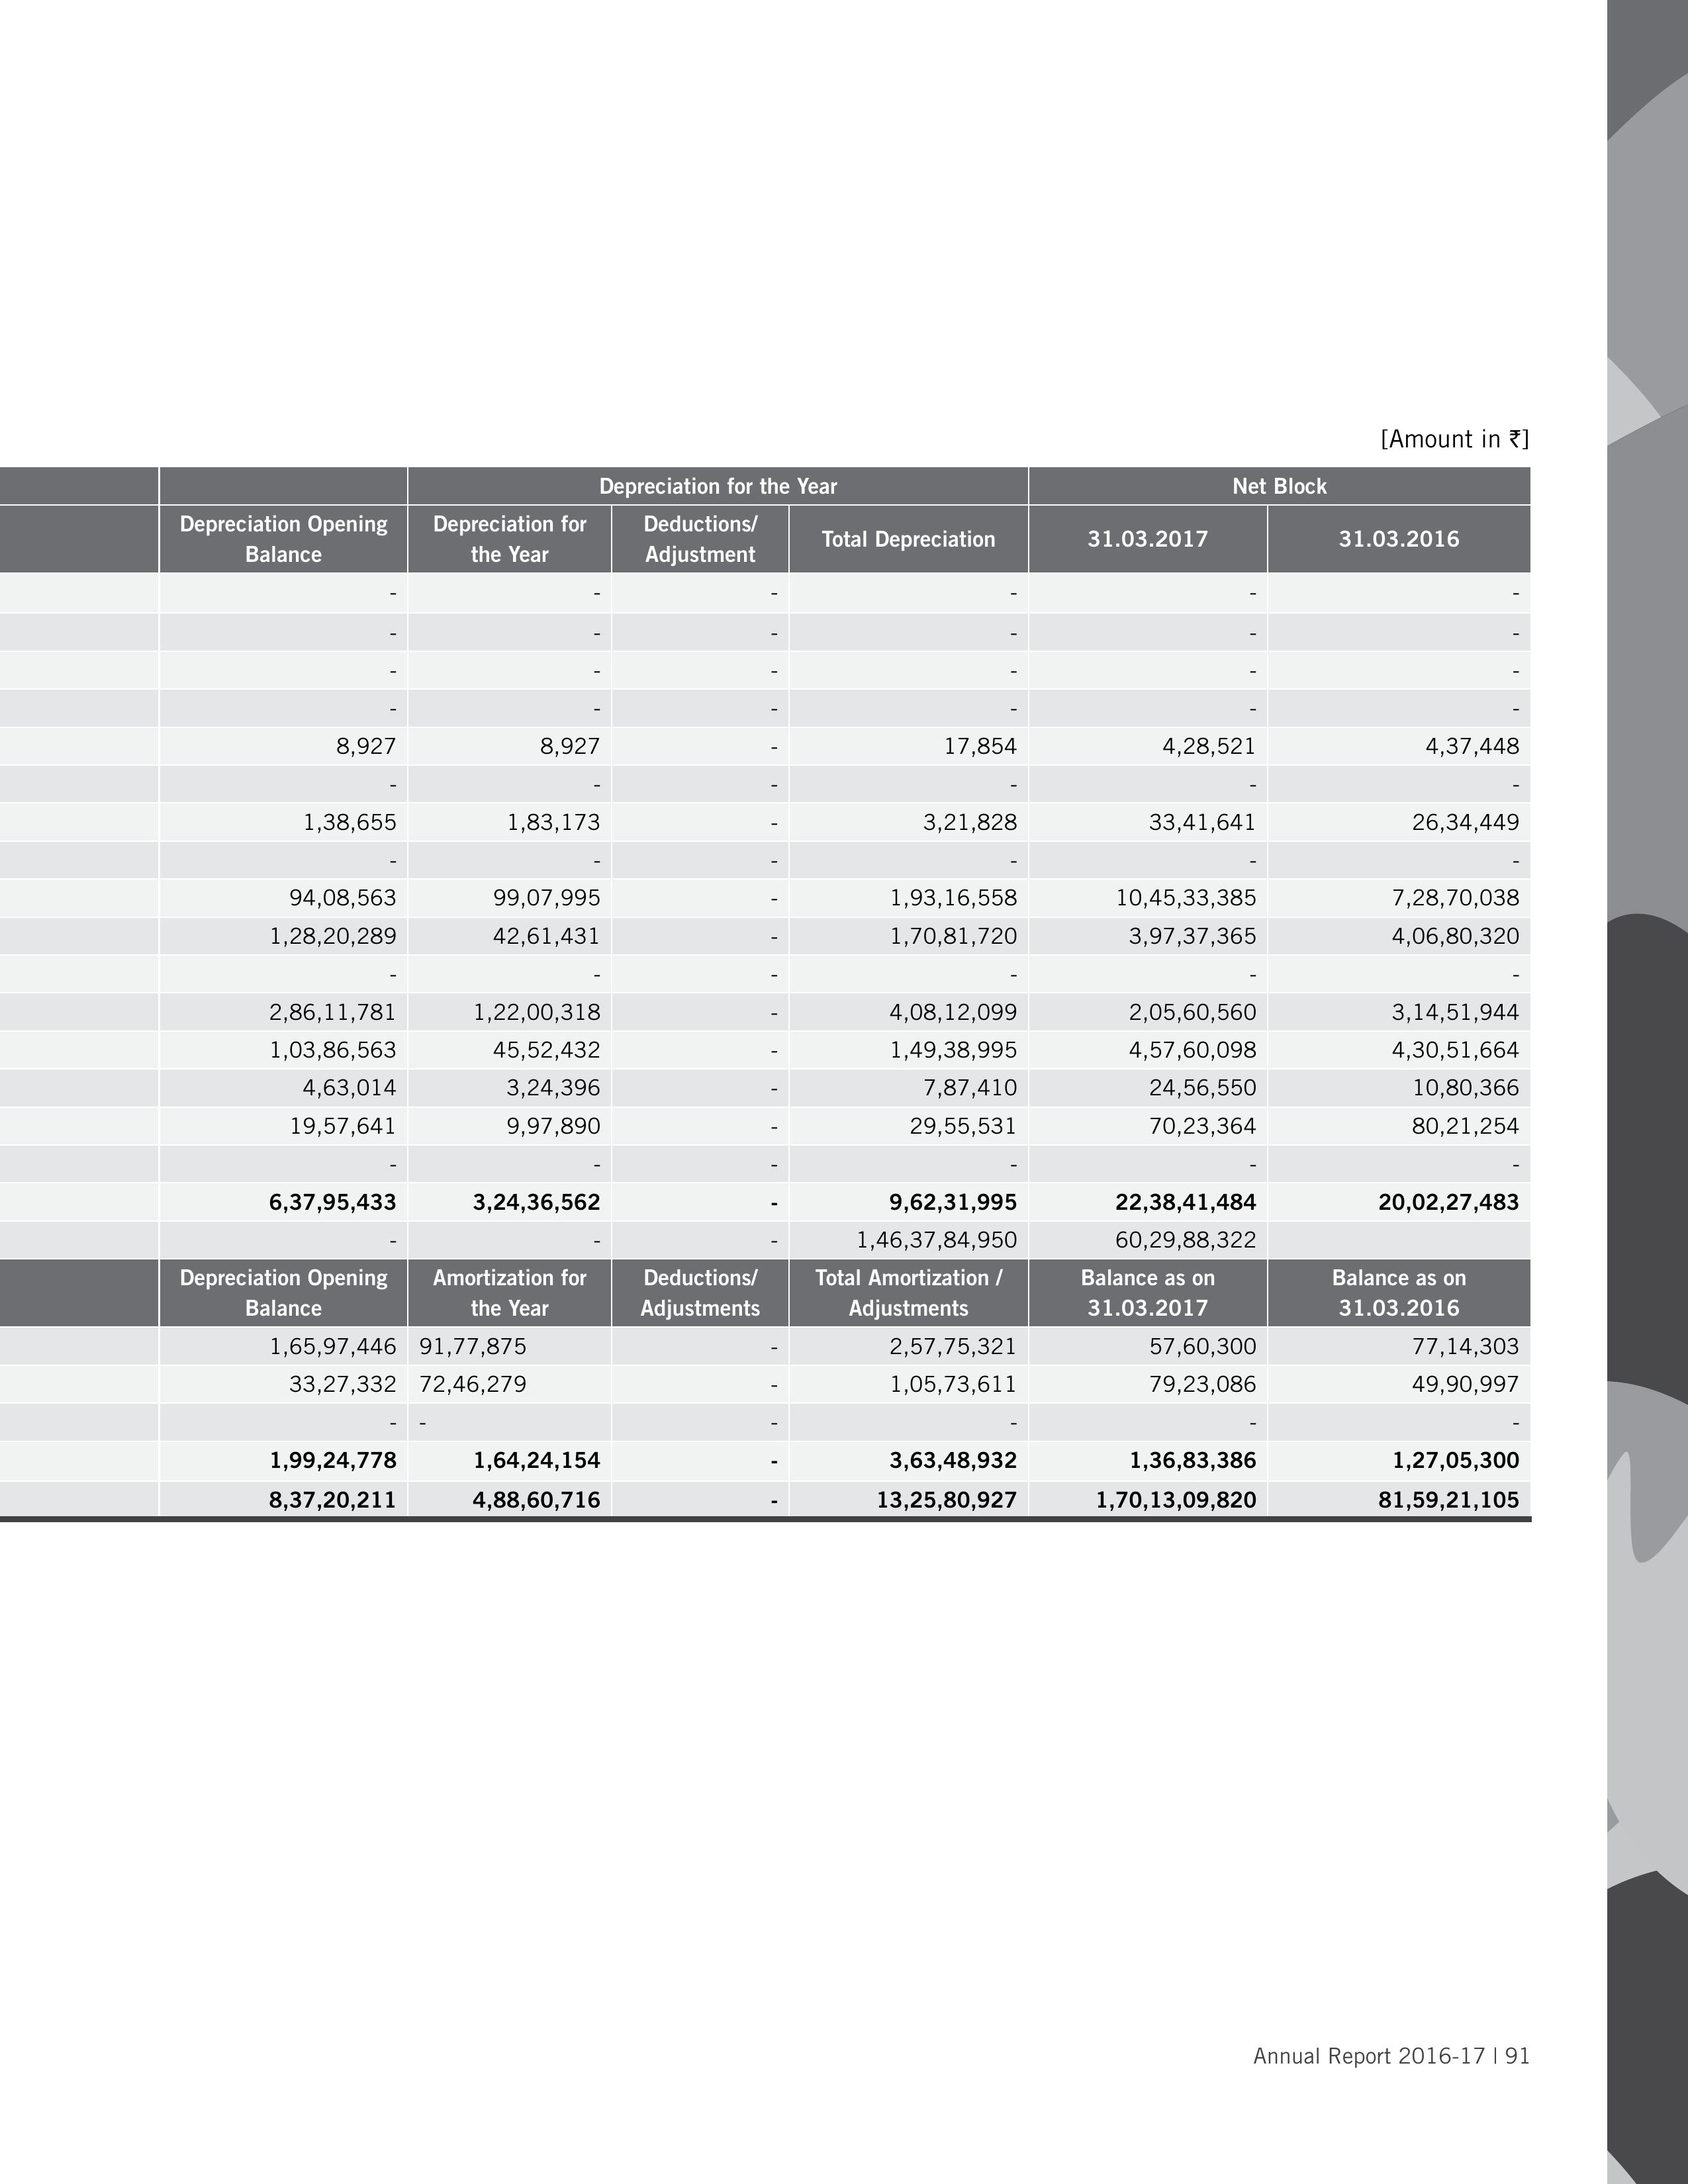 [Amount in ₹]
Depreciation for the Year Net Block
Depreciation Opening Balance Depreciation for the Year Deductions/ Adjustment Total Depreciation 31.03.2017 31.03.2016
- - - - - -
- - - - - -
- - - - - -
- - - - - -
8,927 8,927 - 17,854 4,28,521 4,37,448
- - - - - -
1,38,655 1,83,173 - 3,21,828 33,41,641 26,34,449
- - - - - -
94,08,563 99,07,995 - 1,93,16,558 10,45,33,385 7,28,70,038
1,28,20,289 42,61,431 - 1,70,81,720 3,97,37,365 4,06,80,320
- - - - - -
2,86,11,781 1,22,00,318 - 4,08,12,099 2,05,60,560 3,14,51,944
1,03,86,563 45,52,432 - 1,49,38,995 4,57,60,098 4,30,51,664
4,63,014 3,24,396 - 7,87,410 24,56,550 10,80,366
19,57,641 9,97,890 - 29,55,531 70,23,364 80,21,254
- - - - - -
6,37,95,433 3,24,36,562 - 9,62,31,995 22,38,41,484 20,02,27,483
- - - 1,46,37,84,950 60,29,88,322
Depreciation Opening Balance Amortization for the Year Deductions/ Adjustments Total Amortization / Adjustments Balance as on 31.03.2017 Balance as on 31.03.2016
1,65,97,446 91,77,875 - 2,57,75,321 57,60,300 77,14,303
33,27,332 72,46,279 - 1,05,73,611 79,23,086 49,90,997
- - - - - -
1,99,24,778 1,64,24,154 - 3,63,48,932 1,36,83,386 1,27,05,300
8,37,20,211 4,88,60,716 - 13,25,80,927 1,70,13,09,820 81,59,21,105
Annual Report 2016-17 | 91